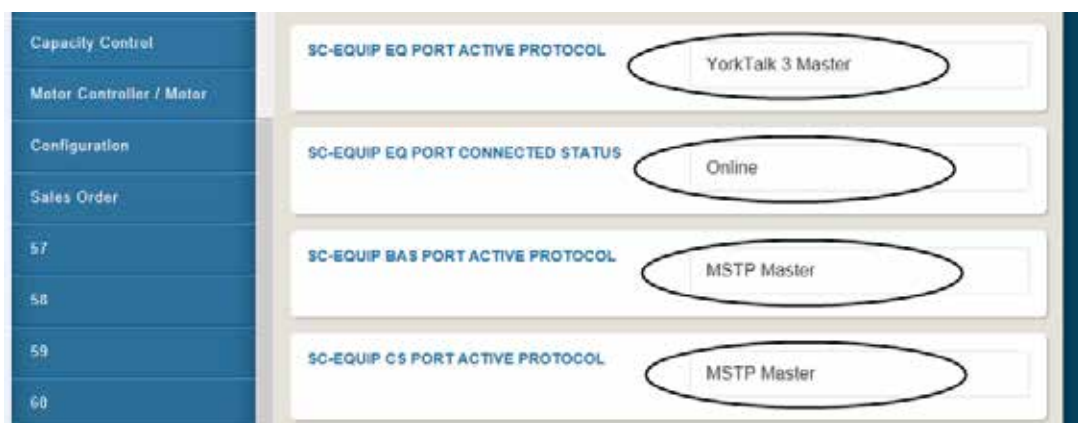 Capacity Control
Motor Controller / Motor
Configuration
Sales Order
57
58
59
60
SC-EQUIP EQ PORT ACTIVE PROTOCOL
YorkTalk 3 Master
SC-EQUIP EQ PORT CONNECTED STATUS
Online
SC-EQUIP BAS PORT ACTIVE PROTOCOL
MSTP Master
SC-EQUIP CS PORT ACTIVE PROTOCOL
MSTP Master